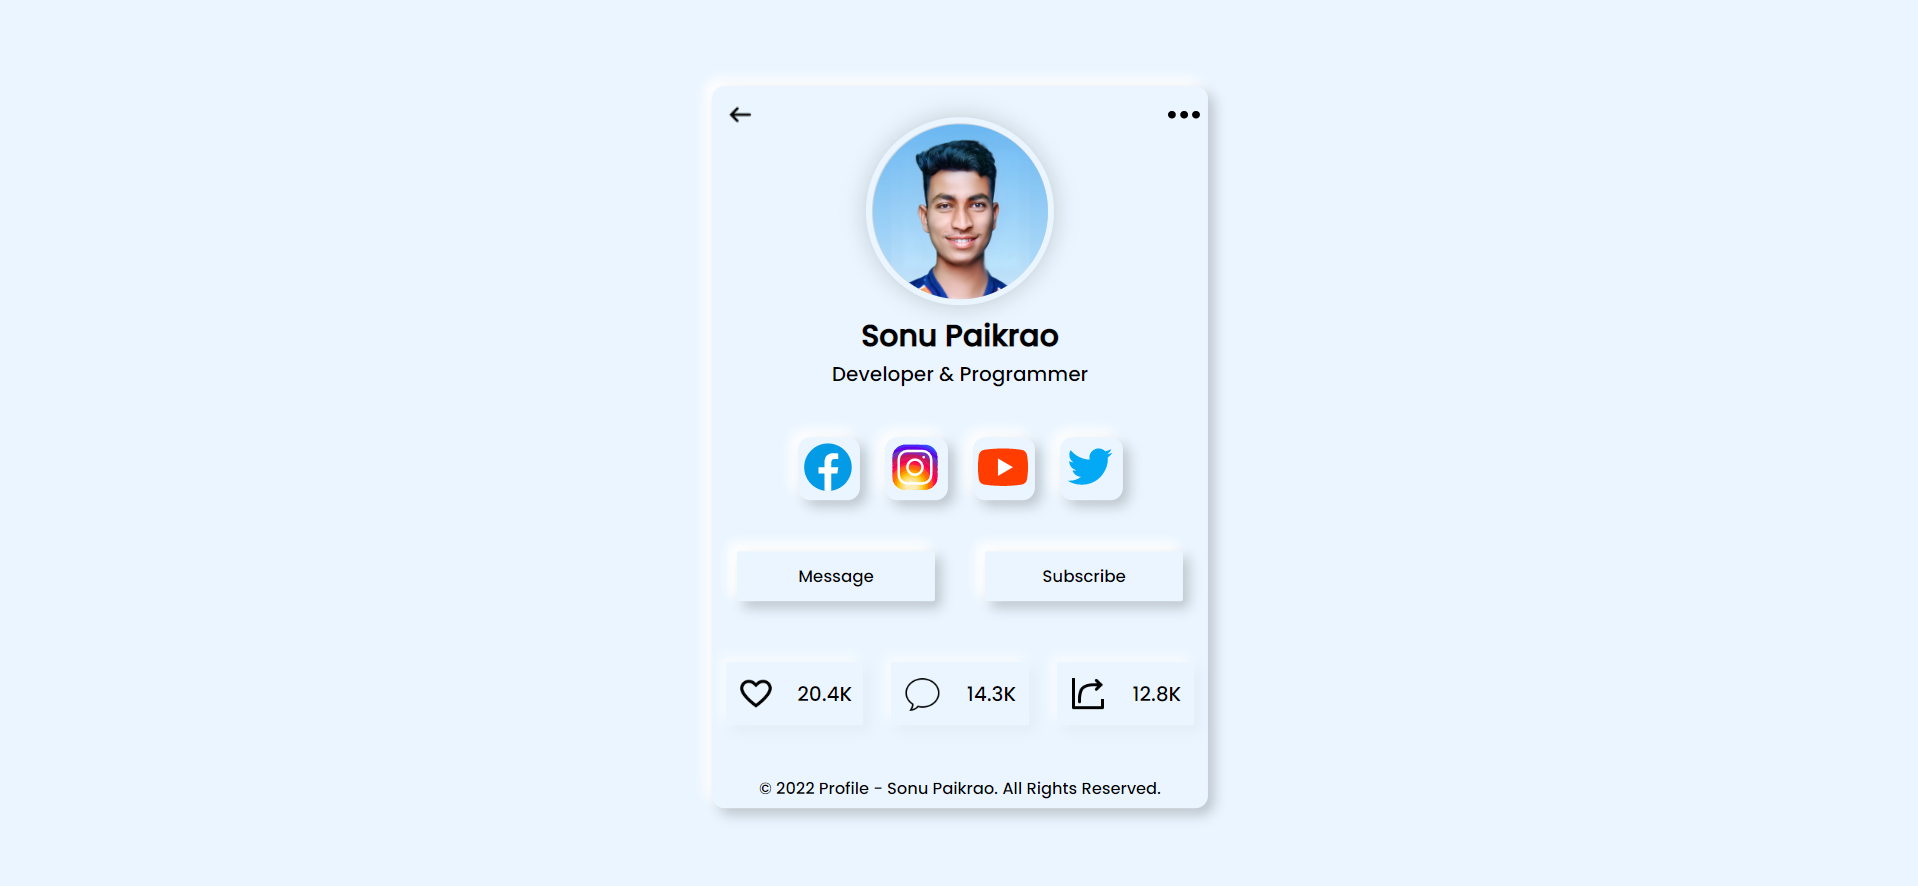 Sonu Paikrao
Developer & Programmer
Message
Subscribe
20.4K
14.3K
12.8K
© 2022 Profile - Sonu Paikrao. All Rights Reserved.